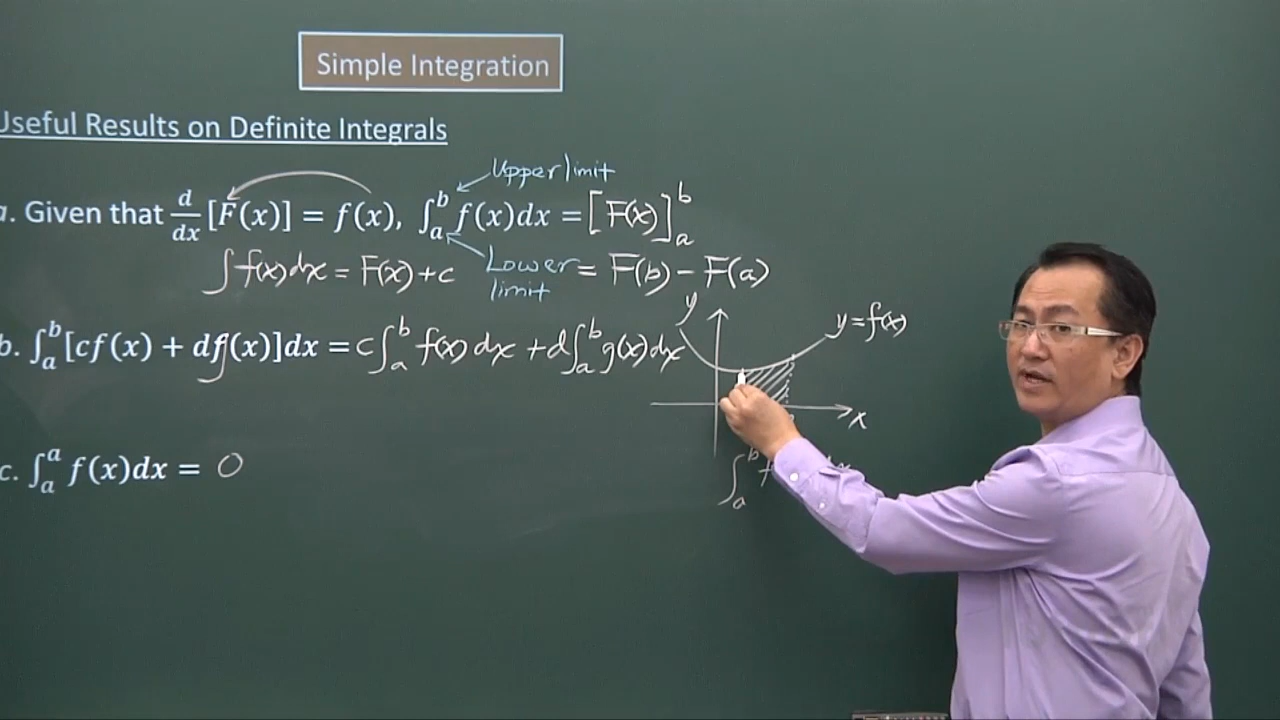 Simple Integration
Useful Results on Definite Integrals
Upper limit
a. Given that d/dx [F(x)] = f(x), ∫_a^b f(x)dx = [F(x)]_a^b
∫f(x)dx = F(x) + c
Lower limit
= F(b) − F(a)
b. ∫_a^b [cf(x) + dg(x)]dx = c∫_a^b f(x)dx + d∫_a^b g(x)dx
y
y = f(x)
x
c. ∫_a^a f(x)dx = 0
∫_a^b